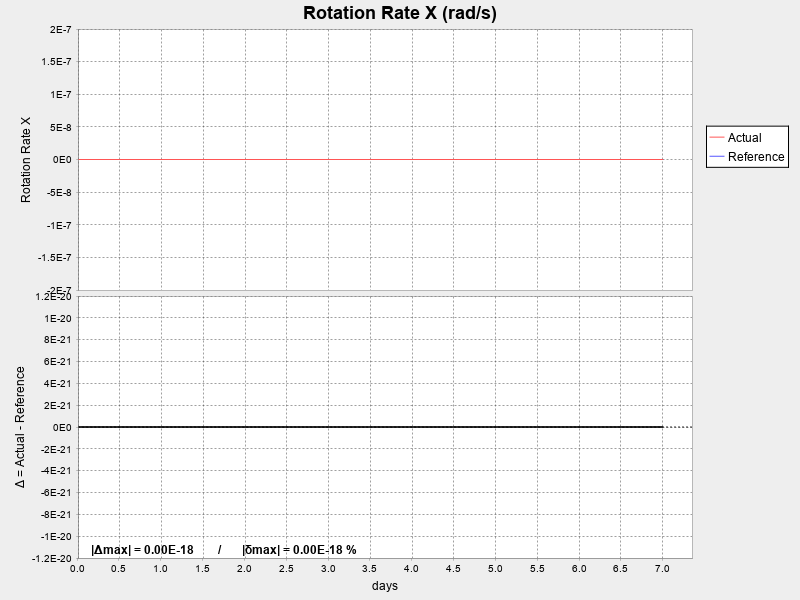 Rotation Rate X (rad/s)
2E-7
1.5E-7
1E-7
5E-8
0E0
-5E-8
-1E-7
-1.5E-7
-2E-7
Rotation Rate X
Actual
Reference
1.2E-20
1E-20
8E-21
6E-21
4E-21
2E-21
0E0
-2E-21
-4E-21
-6E-21
-8E-21
-1E-20
-1.2E-20
Δ = Actual - Reference
|Δmax| = 0.00E-18 / |δmax| = 0.00E-18 %
0.0 0.5 1.0 1.5 2.0 2.5 3.0 3.5 4.0 4.5 5.0 5.5 6.0 6.5 7.0
days